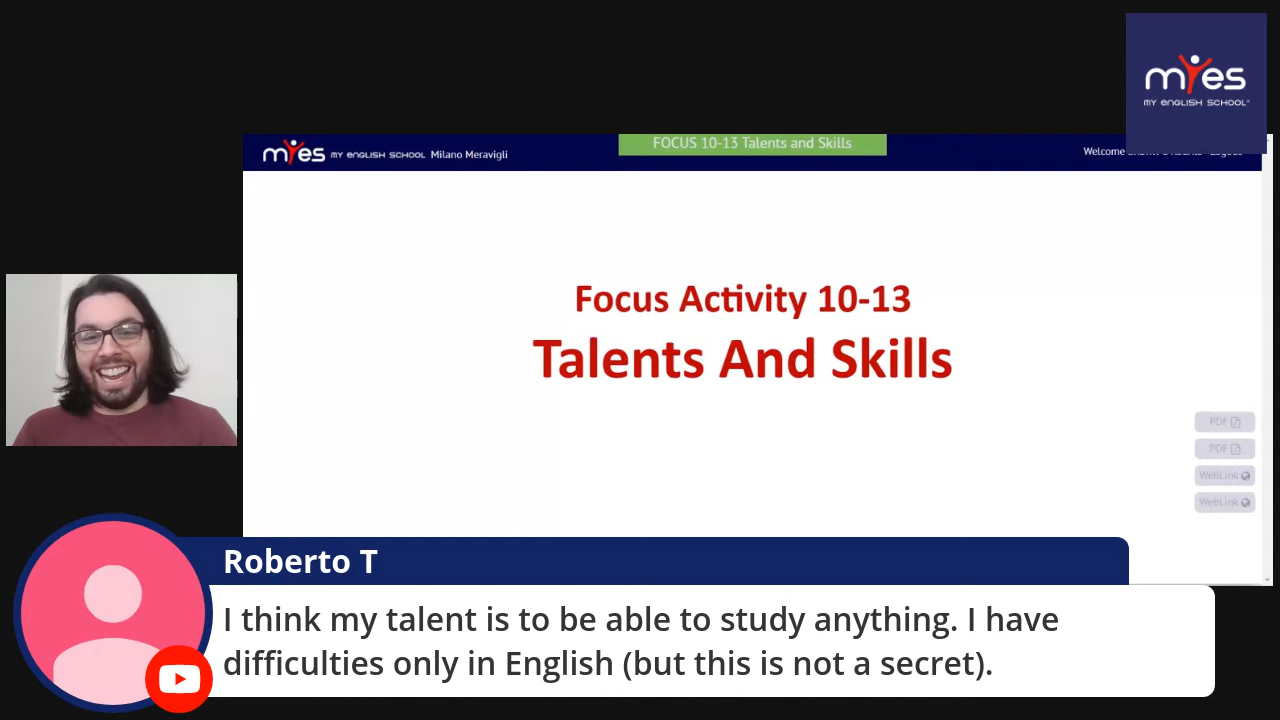 myes
MY ENGLISH SCHOOL
myes MY ENGLISH SCHOOL Milano Meravigli
FOCUS 10-13 Talents and Skills
Welcome
Focus Activity 10-13
Talents And Skills
PDF
PDF
WebLink
WebLink
Roberto T
I think my talent is to be able to study anything. I have
difficulties only in English (but this is not a secret).